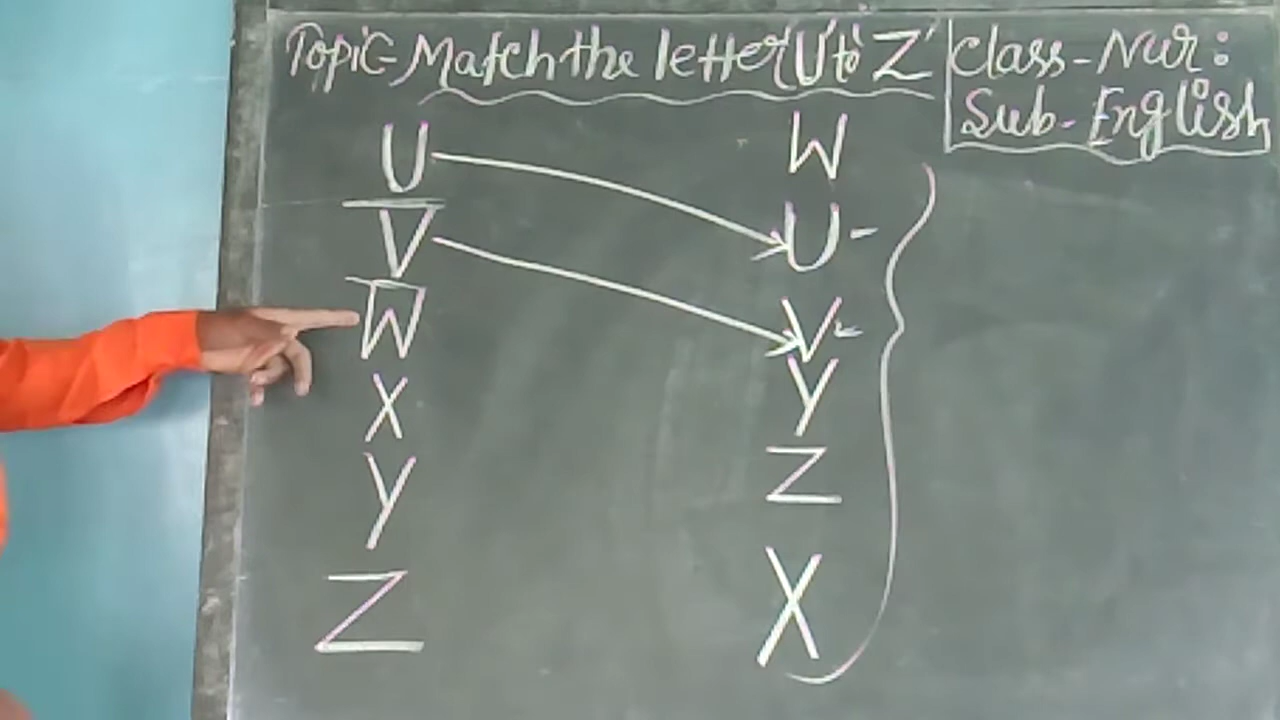 Topic-Match the letter 'U to Z'
Class-Nur:
Sub-English
U W
V U -
W V -
X Y
Y Z
Z X